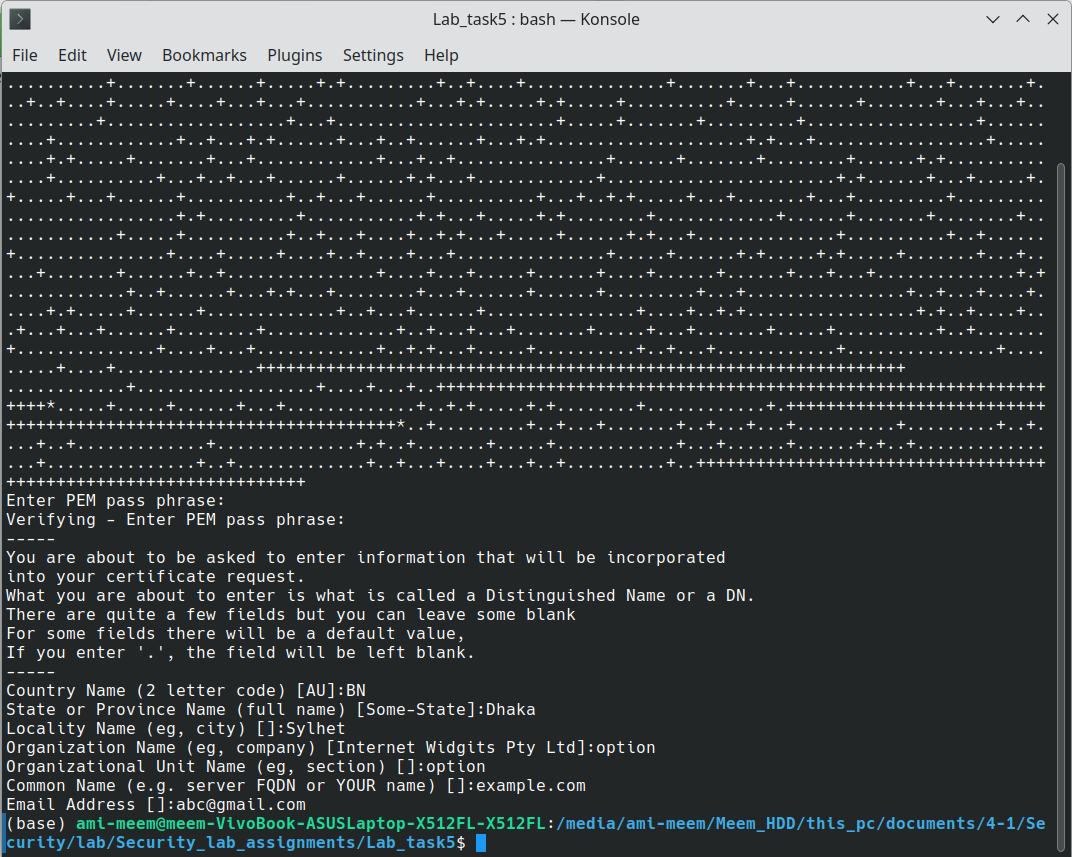 Lab_task5 : bash — Konsole
File Edit View Bookmarks Plugins Settings Help
Enter PEM pass phrase:
Verifying - Enter PEM pass phrase:
-----
You are about to be asked to enter information that will be incorporated
into your certificate request.
What you are about to enter is what is called a Distinguished Name or a DN.
There are quite a few fields but you can leave some blank
For some fields there will be a default value,
If you enter '.', the field will be left blank.
-----
Country Name (2 letter code) [AU]:BN
State or Province Name (full name) [Some-State]:Dhaka
Locality Name (eg, city) []:Sylhet
Organization Name (eg, company) [Internet Widgits Pty Ltd]:option
Organizational Unit Name (eg, section) []:option
Common Name (e.g. server FQDN or YOUR name) []:example.com
Email Address []:abc@gmail.com
(base) ami-meem@meem-VivoBook-ASUSLaptop-X512FL-X512FL:/media/ami-meem/Meem_HDD/this_pc/documents/4-1/Se
curity/lab/Security_lab_assignments/Lab_task5$